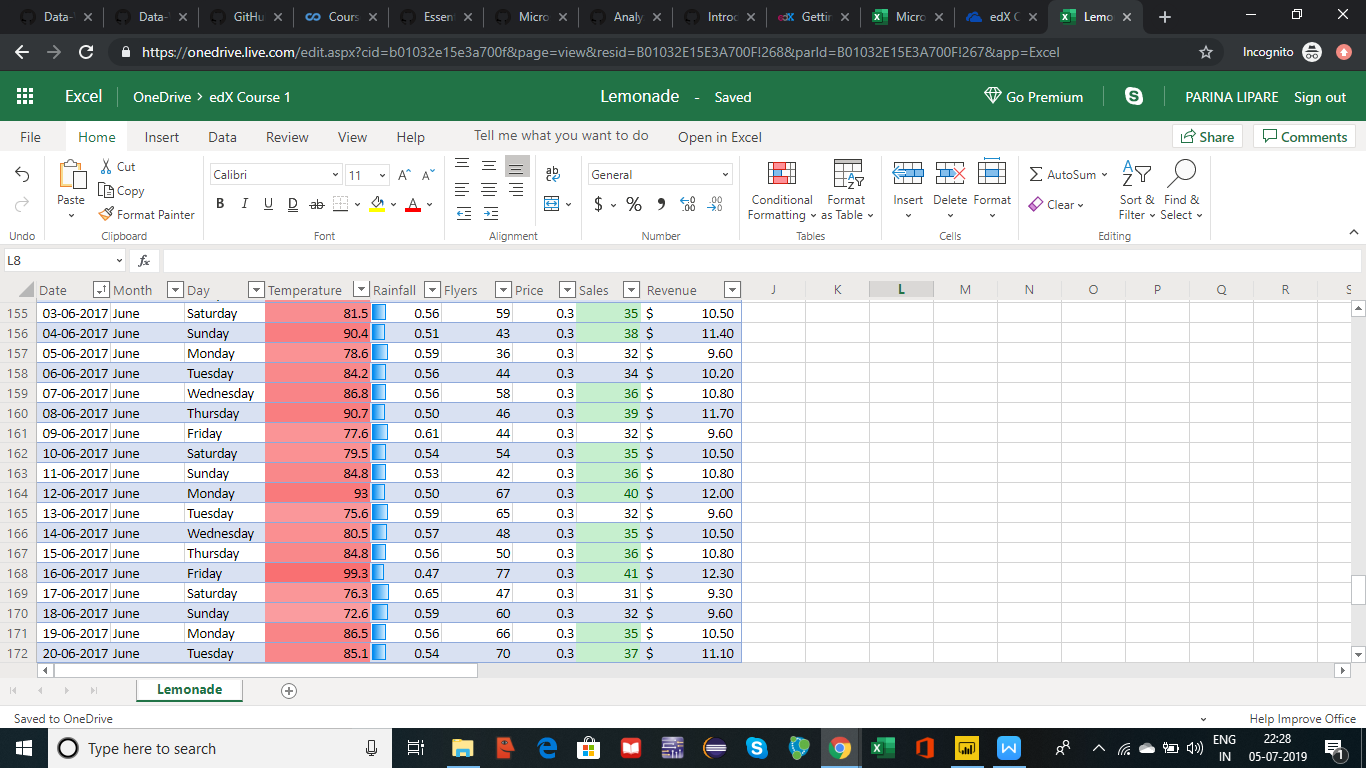 Data- Data- GitHu Cours Essen Micro Analy Introd Gettin Micro edX C Lemo
https://onedrive.live.com/edit.aspx?cid=b01032e15e3a700f&page=view&resid=B01032E15E3A700F!268&parId=B01032E15E3A700F!267&app=Excel Incognito
Excel OneDrive > edX Course 1 Lemonade - Saved Go Premium PARINA LIPARE Sign out
File Home Insert Data Review View Help Tell me what you want to do Open in Excel Share Comments
Cut
Copy
Format Painter
Paste
Calibri 11
B I U D ab A
General
$ % 9 .00 .00
Conditional Formatting
Format as Table
Insert Delete Format
AutoSum
Clear
Sort & Filter
Find & Select
Undo Clipboard Font Alignment Number Tables Cells Editing
L8 fx
Date Month Day Temperature Rainfall Flyers Price Sales Revenue J K L M N O P Q R S
155 03-06-2017 June Saturday 81.5 0.56 59 0.3 35 $ 10.50
156 04-06-2017 June Sunday 90.4 0.51 43 0.3 38 $ 11.40
157 05-06-2017 June Monday 78.6 0.59 36 0.3 32 $ 9.60
158 06-06-2017 June Tuesday 84.2 0.56 44 0.3 34 $ 10.20
159 07-06-2017 June Wednesday 86.8 0.56 58 0.3 36 $ 10.80
160 08-06-2017 June Thursday 90.7 0.50 46 0.3 39 $ 11.70
161 09-06-2017 June Friday 77.6 0.61 44 0.3 32 $ 9.60
162 10-06-2017 June Saturday 79.5 0.54 54 0.3 35 $ 10.50
163 11-06-2017 June Sunday 84.8 0.53 42 0.3 36 $ 10.80
164 12-06-2017 June Monday 93 0.50 67 0.3 40 $ 12.00
165 13-06-2017 June Tuesday 75.6 0.59 65 0.3 32 $ 9.60
166 14-06-2017 June Wednesday 80.5 0.57 48 0.3 35 $ 10.50
167 15-06-2017 June Thursday 84.8 0.56 50 0.3 36 $ 10.80
168 16-06-2017 June Friday 99.3 0.47 77 0.3 41 $ 12.30
169 17-06-2017 June Saturday 76.3 0.65 47 0.3 31 $ 9.30
170 18-06-2017 June Sunday 72.6 0.59 60 0.3 32 $ 9.60
171 19-06-2017 June Monday 86.5 0.56 66 0.3 35 $ 10.50
172 20-06-2017 June Tuesday 85.1 0.54 70 0.3 37 $ 11.10
Lemonade
Saved to OneDrive Help Improve Office
Type here to search
ENG 22:28
IN 05-07-2019 1